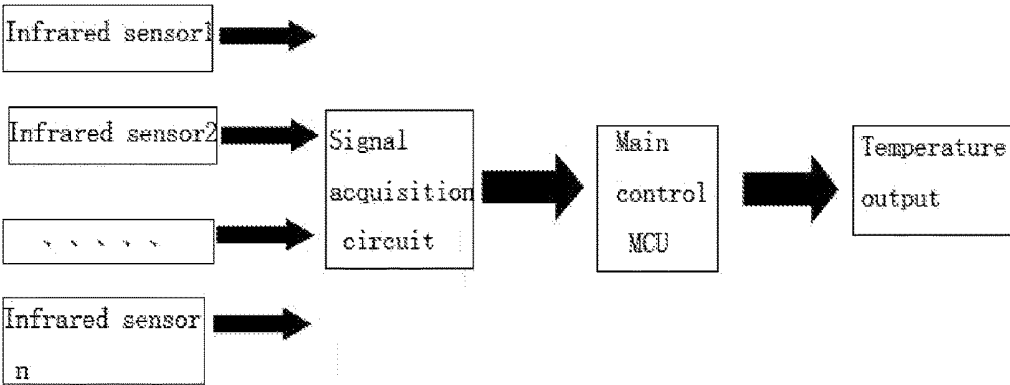 Infrared sensor1
Infrared sensor2
、、、、、
Infrared sensor
n
Signal
acquisition
circuit
Main
control
MCU
Temperature
output